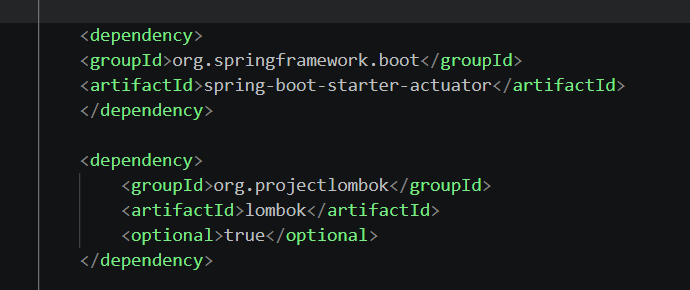 <dependency>
<groupId>org.springframework.boot</groupId>
<artifactId>spring-boot-starter-actuator</artifactId>
</dependency>
<dependency>
<groupId>org.projectlombok</groupId>
<artifactId>lombok</artifactId>
<optional>true</optional>
</dependency>